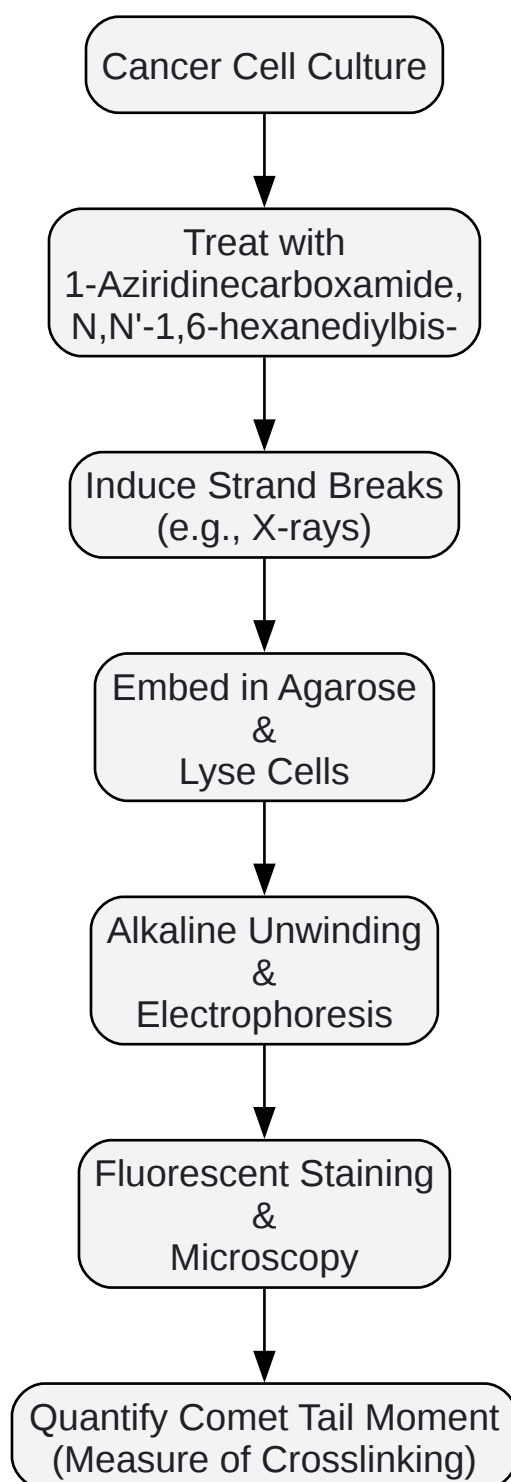 Cancer Cell Culture
Treat with
1-Aziridinecarboxamide,
N,N'-1,6-hexanediylbis-
Induce Strand Breaks
(e.g., X-rays)
Embed in Agarose
&
Lyse Cells
Alkaline Unwinding
&
Electrophoresis
Fluorescent Staining
&
Microscopy
Quantify Comet Tail Moment
(Measure of Crosslinking)